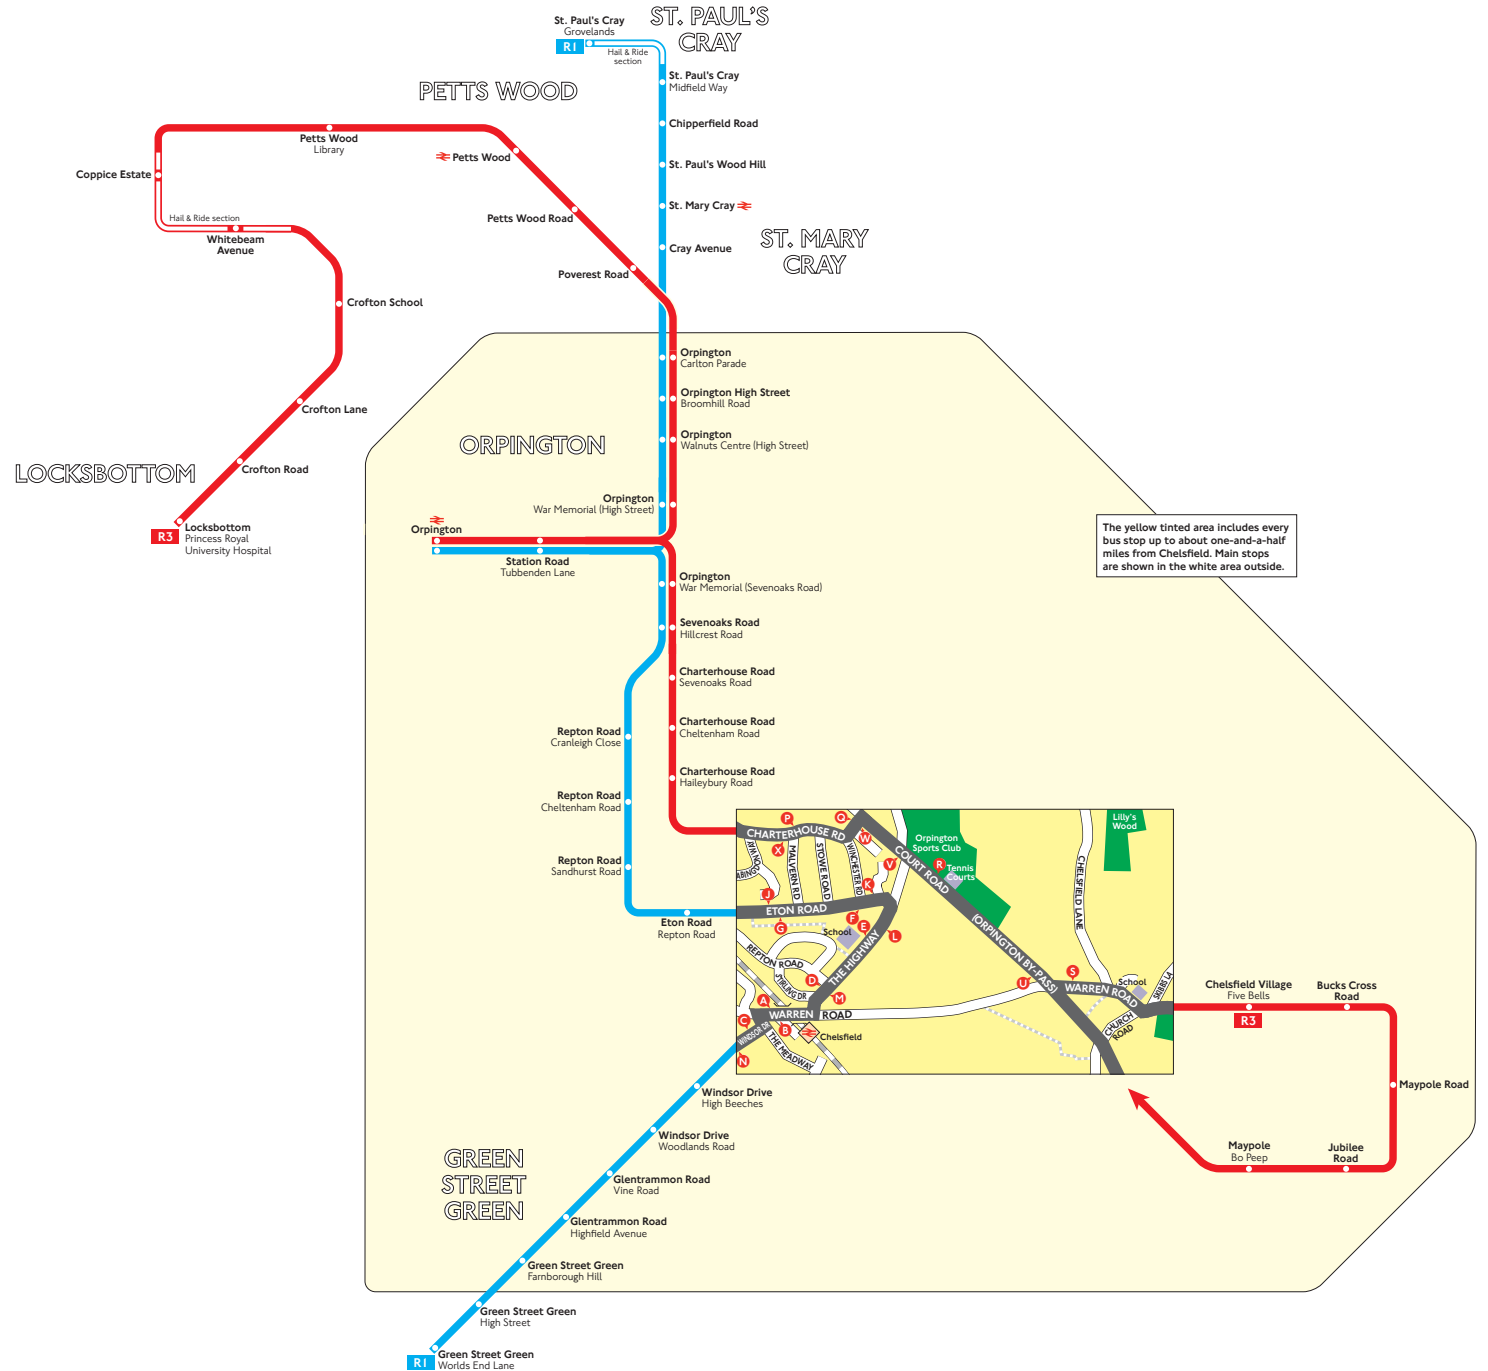 St. Paul's Cray
Grovelands
R1
Hail & Ride
section
ST. PAUL'S
CRAY
St. Paul's Cray
Midfield Way
PETTS WOOD
Chipperfield Road
Petts Wood
Library
Petts Wood
St. Paul's Wood Hill
Coppice Estate
St. Mary Cray
Hail & Ride section
Petts Wood Road
Whitebeam
Avenue
Cray Avenue
ST. MARY
CRAY
Poverest Road
Crofton School
Orpington
Carlton Parade
Orpington High Street
Broomhill Road
Crofton Lane
ORPINGTON
Orpington
Walnuts Centre (High Street)
LOCKSBOTTOM
Crofton Road
Orpington
War Memorial (High Street)
R3
Locksbottom
Princess Royal
University Hospital
Orpington
Station Road
Tubbenden Lane
The yellow tinted area includes every
bus stop up to about one-and-a-half
miles from Chelsfield. Main stops
are shown in the white area outside.
Orpington
War Memorial (Sevenoaks Road)
Sevenoaks Road
Hillcrest Road
Charterhouse Road
Sevenoaks Road
Charterhouse Road
Cheltenham Road
Repton Road
Cranleigh Close
Charterhouse Road
Haileybury Road
Repton Road
Cheltenham Road
Repton Road
Sandhurst Road
Eton Road
Repton Road
P
Q
CHARTERHOUSE RD
W
X
V
Orpington
Sports Club
R
Tennis
Courts
Lilly's
Wood
ABINGDON WAY
MALVERN RD
STOWE ROAD
WINCHESTER RD
COURT ROAD
CHELSFIELD LANE
K
J
ETON ROAD
F
G
School
E
L
(ORPINGTON BY-PASS)
REPTON ROAD
THE HIGHWAY
STIRLING DR
D
M
A
U
S
WARREN ROAD
School
SKIBBS LA
C
WARREN ROAD
B
WINDSOR DR
THE MEADWAY
Chelsfield
CHURCH
ROAD
N
Chelsfield Village
Five Bells
R3
Bucks Cross
Road
Maypole Road
Windsor Drive
High Beeches
Windsor Drive
Woodlands Road
Maypole
Bo Peep
Jubilee
Road
GREEN
STREET
GREEN
Glentrammon Road
Vine Road
Glentrammon Road
Highfield Avenue
Green Street Green
Farnborough Hill
Green Street Green
High Street
R1
Green Street Green
Worlds End Lane